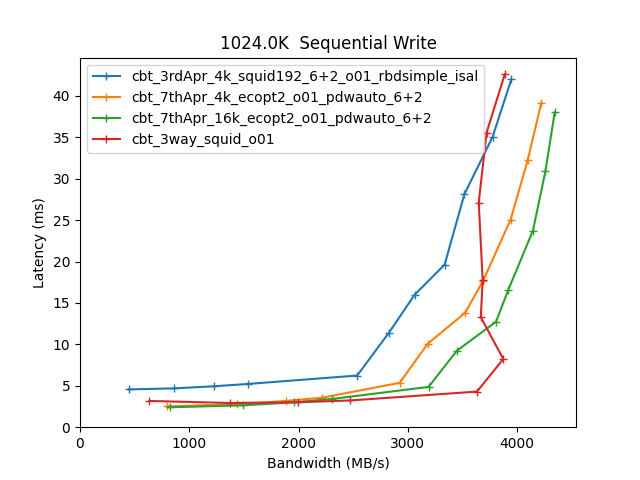 1024.0K  Sequential Write
cbt_3rdApr_4k_squid192_6+2_o01_rbdsimple_isal
cbt_7thApr_4k_ecopt2_o01_pdwauto_6+2
cbt_7thApr_16k_ecopt2_o01_pdwauto_6+2
cbt_3way_squid_o01
40
35
30
25
20
15
10
5
0
Latency (ms)
0 1000 2000 3000 4000
Bandwidth (MB/s)